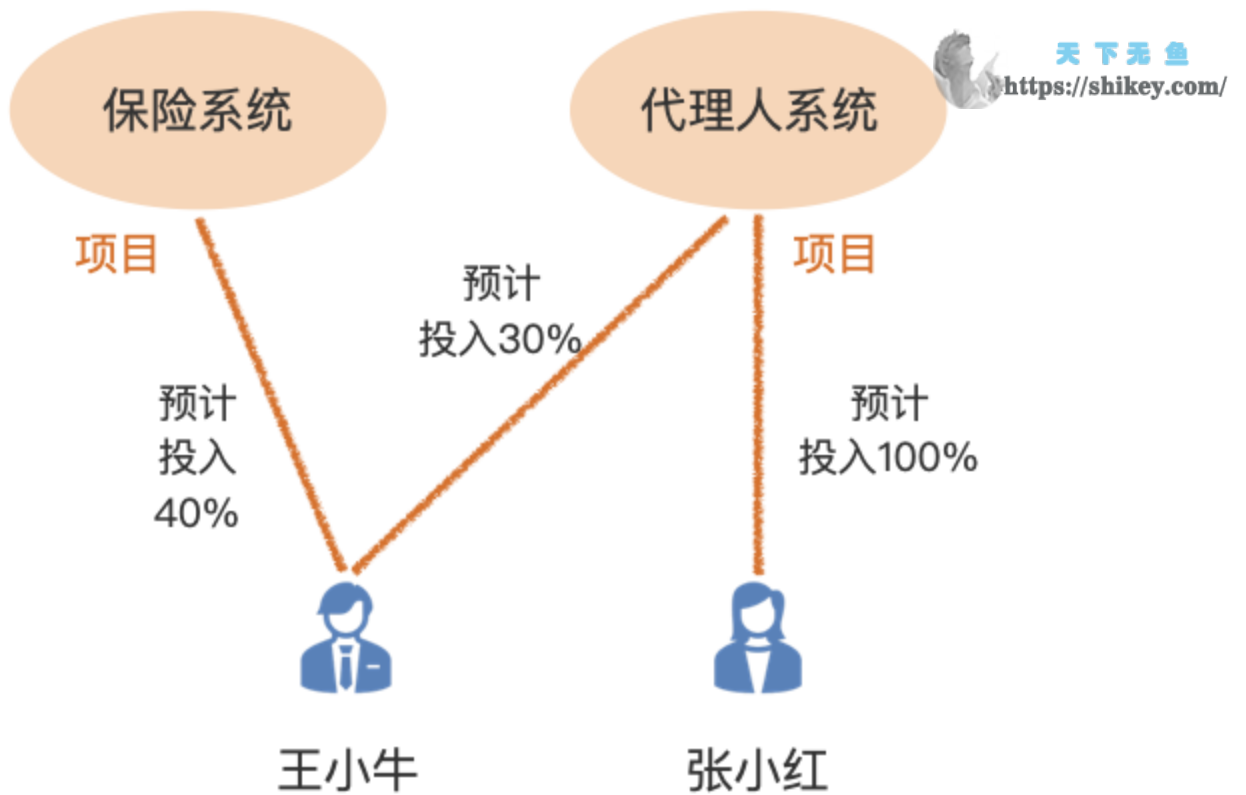 保险系统
代理人系统
天下无鱼
https://shikey.com/
项目
项目
预计
投入30%
预计
投入
40%
预计
投入100%
王小牛
张小红